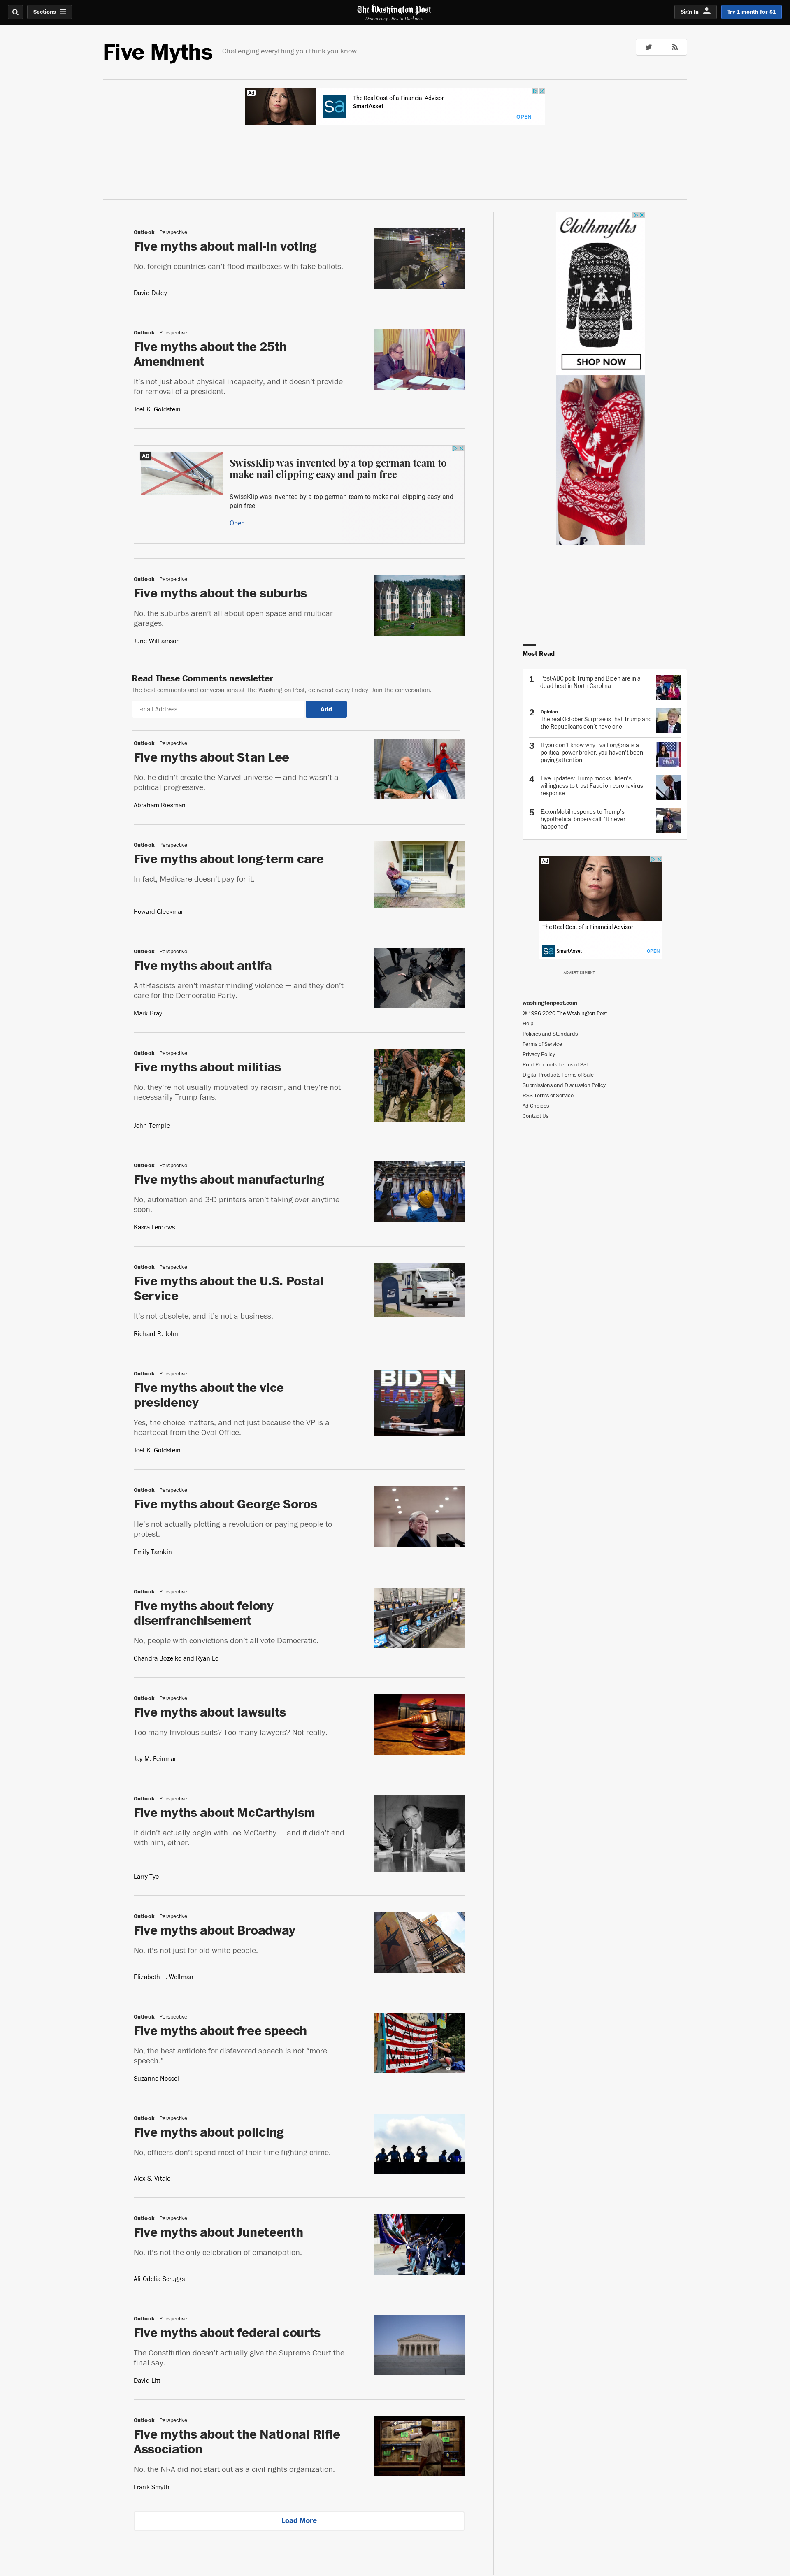 Sections
The Washington Post
Democracy Dies in Darkness
Sign In
Try 1 month for $1
Five Myths
Challenging everything you think you know
Ad
The Real Cost of a Financial Advisor
SmartAsset
sa
OPEN
Outlook Perspective
Five myths about mail-in voting
No, foreign countries can't flood mailboxes with fake ballots.
David Daley
Outlook Perspective
Five myths about the 25th
Amendment
It's not just about physical incapacity, and it doesn't provide
for removal of a president.
Joel K. Goldstein
AD
SwissKlip was invented by a top german team to
make nail clipping easy and pain free
SwissKlip was invented by a top german team to make nail clipping easy and
pain free
Open
Outlook Perspective
Five myths about the suburbs
No, the suburbs aren't all about open space and multicar
garages.
June Williamson
Read These Comments newsletter
The best comments and conversations at The Washington Post, delivered every Friday. Join the conversation.
E-mail Address
Add
Outlook Perspective
Five myths about Stan Lee
No, he didn't create the Marvel universe — and he wasn't a
political progressive.
Abraham Riesman
Outlook Perspective
Five myths about long-term care
In fact, Medicare doesn't pay for it.
Howard Gleckman
Outlook Perspective
Five myths about antifa
Anti-fascists aren't masterminding violence — and they don't
care for the Democratic Party.
Mark Bray
Outlook Perspective
Five myths about militias
No, they're not usually motivated by racism, and they're not
necessarily Trump fans.
John Temple
Outlook Perspective
Five myths about manufacturing
No, automation and 3-D printers aren't taking over anytime
soon.
Kasra Ferdows
Outlook Perspective
Five myths about the U.S. Postal
Service
It's not obsolete, and it's not a business.
Richard R. John
Outlook Perspective
Five myths about the vice
presidency
Yes, the choice matters, and not just because the VP is a
heartbeat from the Oval Office.
Joel K. Goldstein
BIDEN
Outlook Perspective
Five myths about George Soros
He's not actually plotting a revolution or paying people to
protest.
Emily Tamkin
Outlook Perspective
Five myths about felony
disenfranchisement
No, people with convictions don't all vote Democratic.
Chandra Bozelko and Ryan Lo
Outlook Perspective
Five myths about lawsuits
Too many frivolous suits? Too many lawyers? Not really.
Jay M. Feinman
Outlook Perspective
Five myths about McCarthyism
It didn't actually begin with Joe McCarthy — and it didn't end
with him, either.
Larry Tye
Outlook Perspective
Five myths about Broadway
No, it's not just for old white people.
Elizabeth L. Wollman
Outlook Perspective
Five myths about free speech
No, the best antidote for disfavored speech is not “more
speech.”
Suzanne Nossel
Outlook Perspective
Five myths about policing
No, officers don't spend most of their time fighting crime.
Alex S. Vitale
Outlook Perspective
Five myths about Juneteenth
No, it's not the only celebration of emancipation.
Afi-Odelia Scruggs
Outlook Perspective
Five myths about federal courts
The Constitution doesn't actually give the Supreme Court the
final say.
David Litt
Outlook Perspective
Five myths about the National Rifle
Association
No, the NRA did not start out as a civil rights organization.
Frank Smyth
Load More
Clothmyths
SHOP NOW
Most Read
1 Post-ABC poll: Trump and Biden are in a
dead heat in North Carolina
2 Opinion
The real October Surprise is that Trump and
the Republicans don't have one
3 If you don't know why Eva Longoria is a
political power broker, you haven't been
paying attention
4 Live updates: Trump mocks Biden's
willingness to trust Fauci on coronavirus
response
5 ExxonMobil responds to Trump's
hypothetical bribery call: 'It never
happened'
Ad
The Real Cost of a Financial Advisor
sa
SmartAsset
OPEN
ADVERTISEMENT
washingtonpost.com
© 1996-2020 The Washington Post
Help
Policies and Standards
Terms of Service
Privacy Policy
Print Products Terms of Sale
Digital Products Terms of Sale
Submissions and Discussion Policy
RSS Terms of Service
Ad Choices
Contact Us